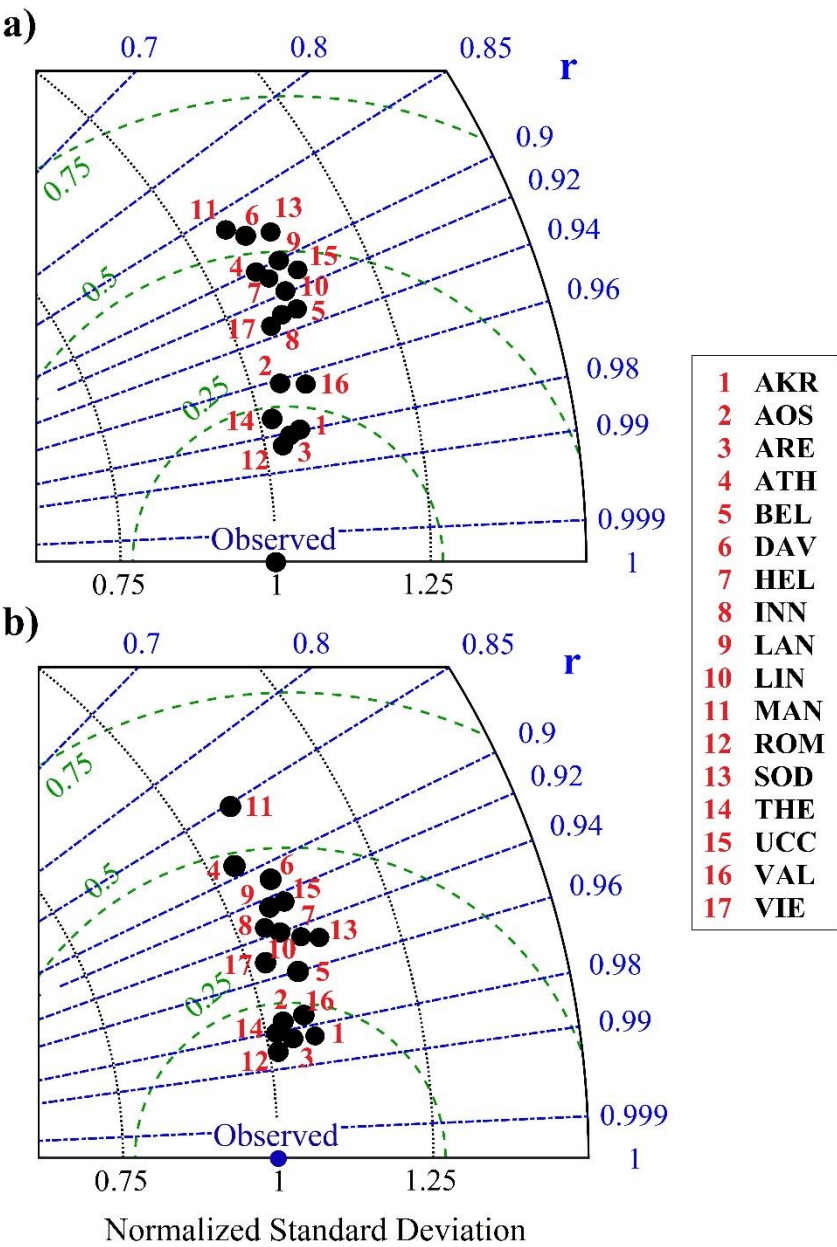 a)
0.7
0.8
0.85
r
0.9
0.92
0.94
0.96
0.98
0.99
0.999
1
0.75
0.5
0.25
11
6
13
9
15
4
7
10
5
17
8
2
16
14
1
12
3
Observed
0.75
1
1.25
b)
0.7
0.8
0.85
r
0.9
0.92
0.94
0.96
0.98
0.99
0.999
1
0.75
0.5
0.25
11
4
6
9
15
7
8
10
13
17
5
2
16
14
1
12
3
Observed
0.75
1
1.25
Normalized Standard Deviation
1 AKR
2 AOS
3 ARE
4 ATH
5 BEL
6 DAV
7 HEL
8 INN
9 LAN
10 LIN
11 MAN
12 ROM
13 SOD
14 THE
15 UCC
16 VAL
17 VIE